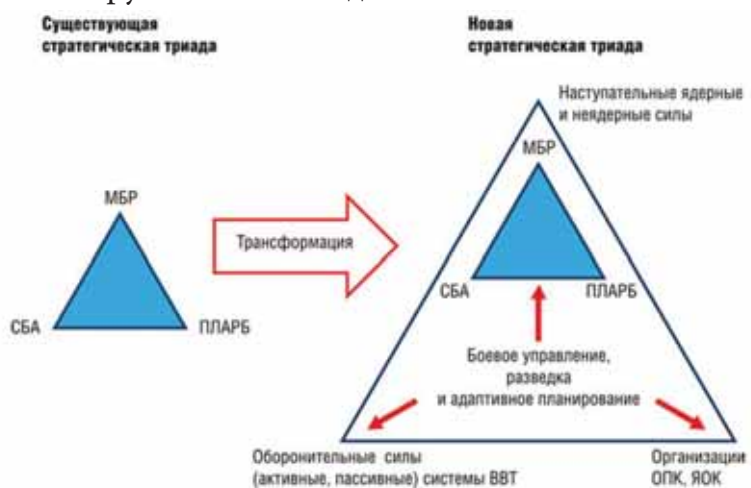 Существующая
стратегическая триада
Новая
стратегическая триада
Наступательные ядерные
и неядерные силы
МБР
МБР
Трансформация
СБА
ПЛАРБ
СБА
ПЛАРБ
Боевое управление,
разведка
и адаптивное планирование
Оборонительные силы
(активные, пассивные) системы ВВТ
Организации
ОПК, ЯОК